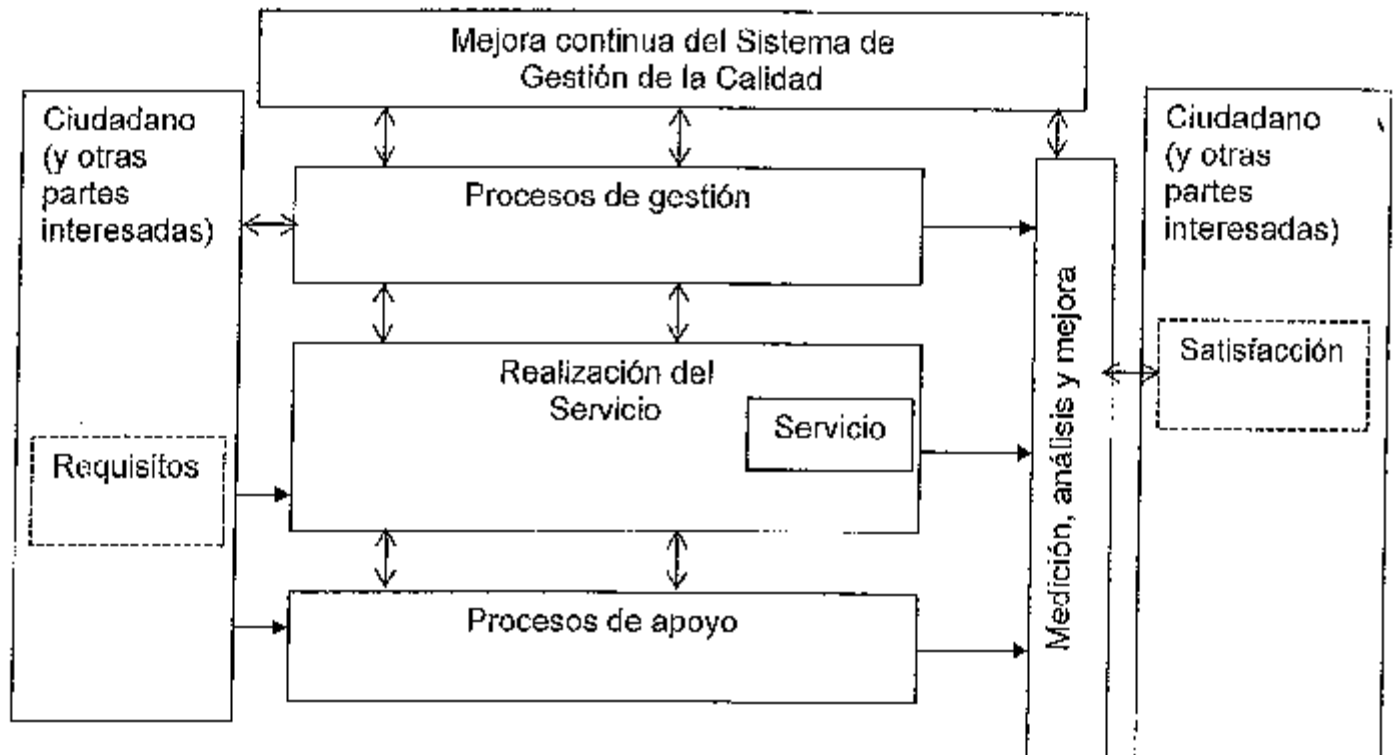 Mejora continua del Sistema de
Gestión de la Calidad
Ciudadano
(y otras
partes
interesadas)
Requisitos
Procesos de gestión
Realización del
Servicio
Servicio
Procesos de apoyo
Medición, análisis y mejora
Ciudadano
(y otras
partes
interesadas)
Satisfacción